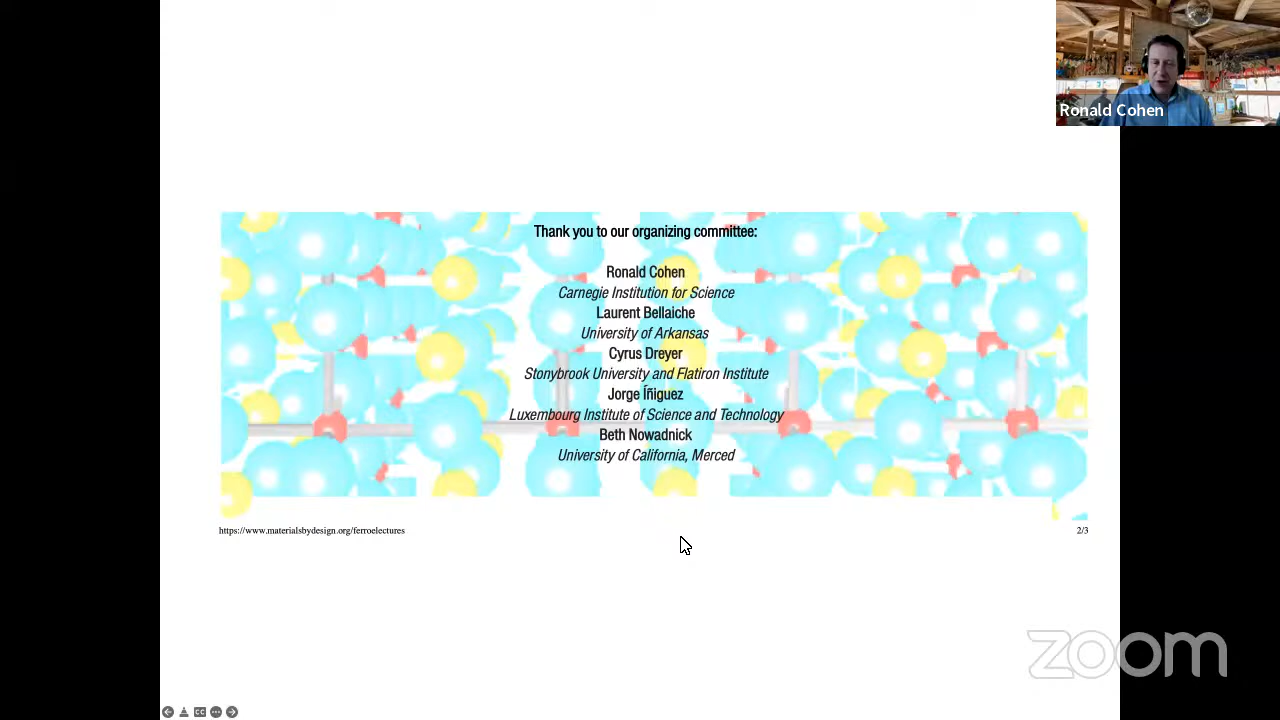 Ronald Cohen
Thank you to our organizing committee:
Ronald Cohen
Carnegie Institution for Science
Laurent Bellaiche
University of Arkansas
Cyrus Dreyer
Stonybrook University and Flatiron Institute
Jorge Íñiguez
Luxembourg Institute of Science and Technology
Beth Nowadnick
University of California, Merced
https://www.materialsbydesign.org/ferroelectures
2/3
zoom
CC